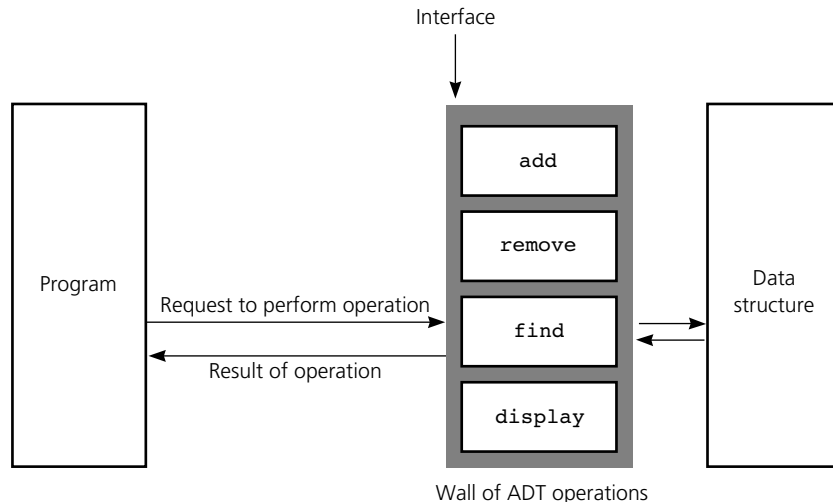 Interface
add
remove
Program
Data
structure
Request to perform operation
find
Result of operation
display
Wall of ADT operations